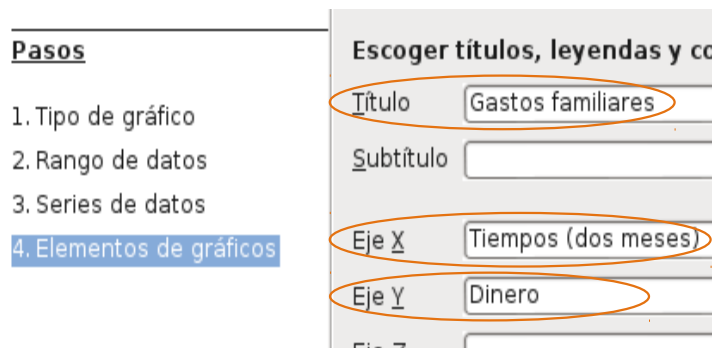 Pasos
1. Tipo de gráfico
2. Rango de datos
3. Series de datos
4. Elementos de gráficos
Escoger títulos, leyendas y
Título Gastos familiares
Subtítulo
Eje X Tiempos (dos meses)
Eje Y Dinero